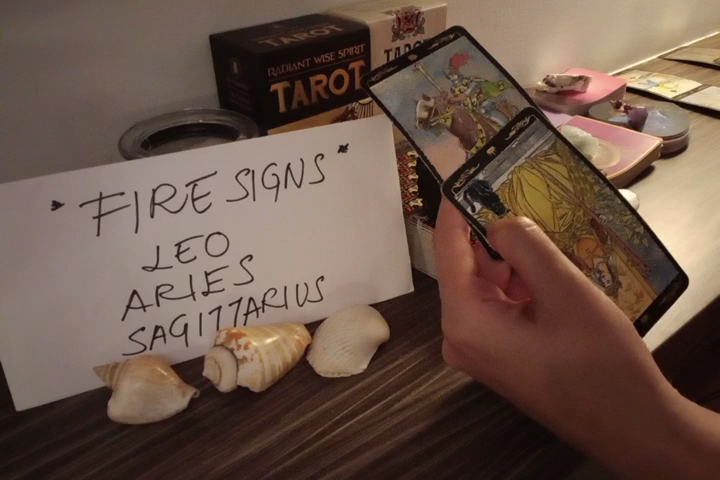 RADIANT WISE SPIRIT
TAROT
TAROT
"FIRE SIGNS"
LEO
ARIES
SAGITTARIUS